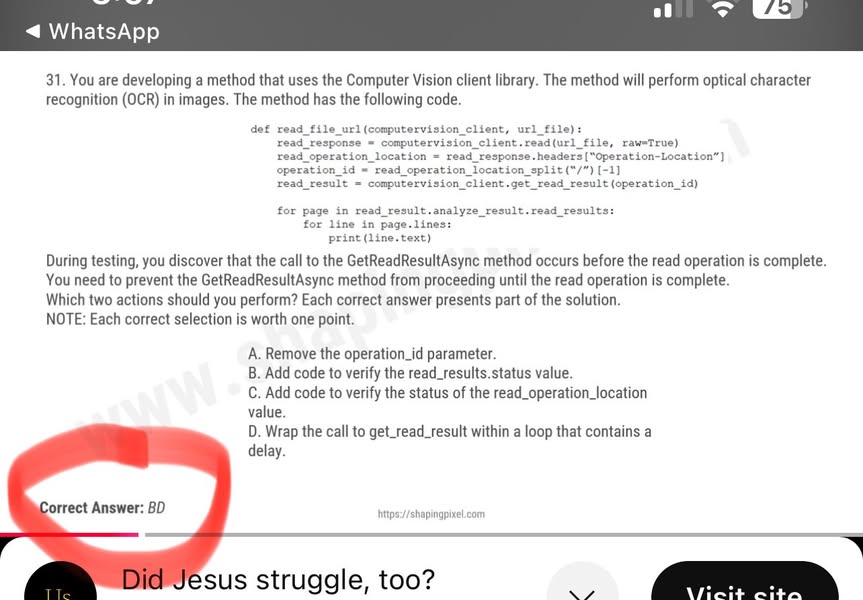 ◀ WhatsApp
75
31. You are developing a method that uses the Computer Vision client library. The method will perform optical character
recognition (OCR) in images. The method has the following code.
def read_file_url(computervision_client, url_file):
read_response = computervision_client.read(url_file, raw=True)
read_operation_location = read_response.headers[“Operation-Location”]
operation_id = read_operation_location_split(“/”)[-1]
read_result = computervision_client.get_read_result(operation_id)
for page in read_result.analyze_result.read_results:
for line in page.lines:
print(line.text)
During testing, you discover that the call to the GetReadResultAsync method occurs before the read operation is complete.
You need to prevent the GetReadResultAsync method from proceeding until the read operation is complete.
Which two actions should you perform? Each correct answer presents part of the solution.
NOTE: Each correct selection is worth one point.
A. Remove the operation_id parameter.
B. Add code to verify the read_results.status value.
C. Add code to verify the status of the read_operation_location
value.
D. Wrap the call to get_read_result within a loop that contains a
delay.
Correct Answer: BD
https://shapingpixel.com
Us
Did Jesus struggle, too?
Visit site